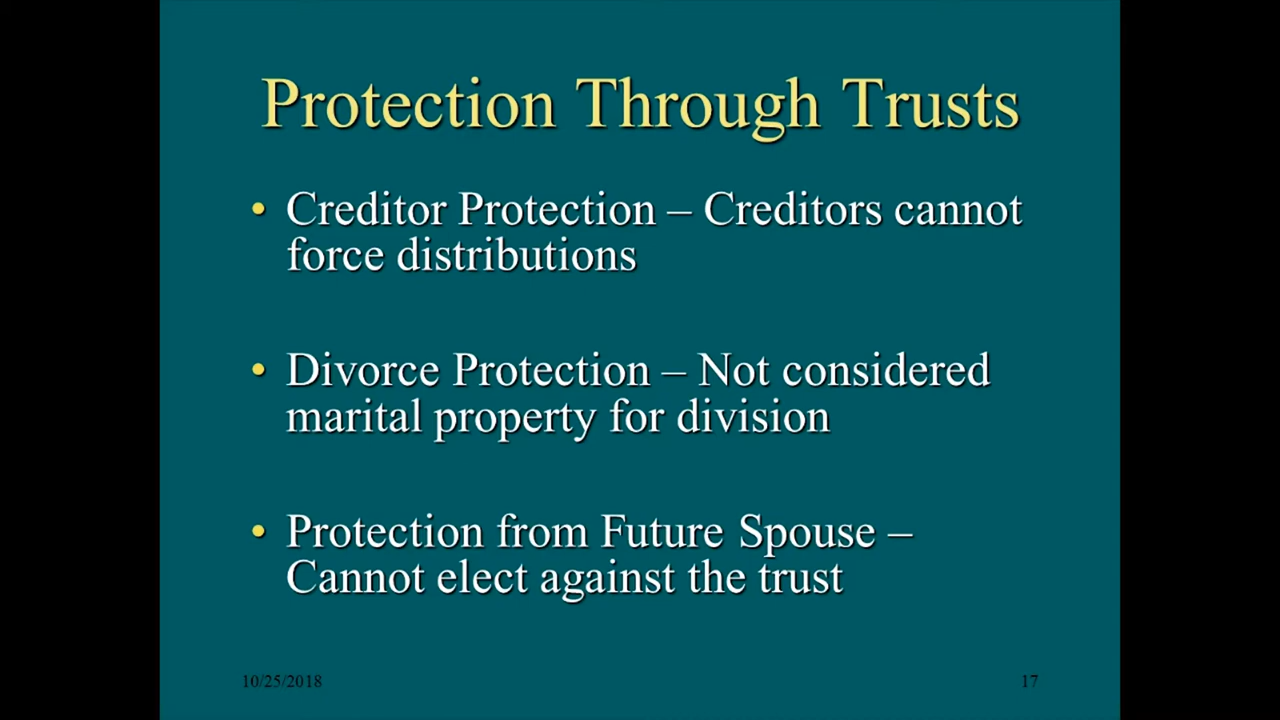 Protection Through Trusts
• Creditor Protection – Creditors cannot
force distributions
• Divorce Protection – Not considered
marital property for division
• Protection from Future Spouse –
Cannot elect against the trust
10/25/2018
17